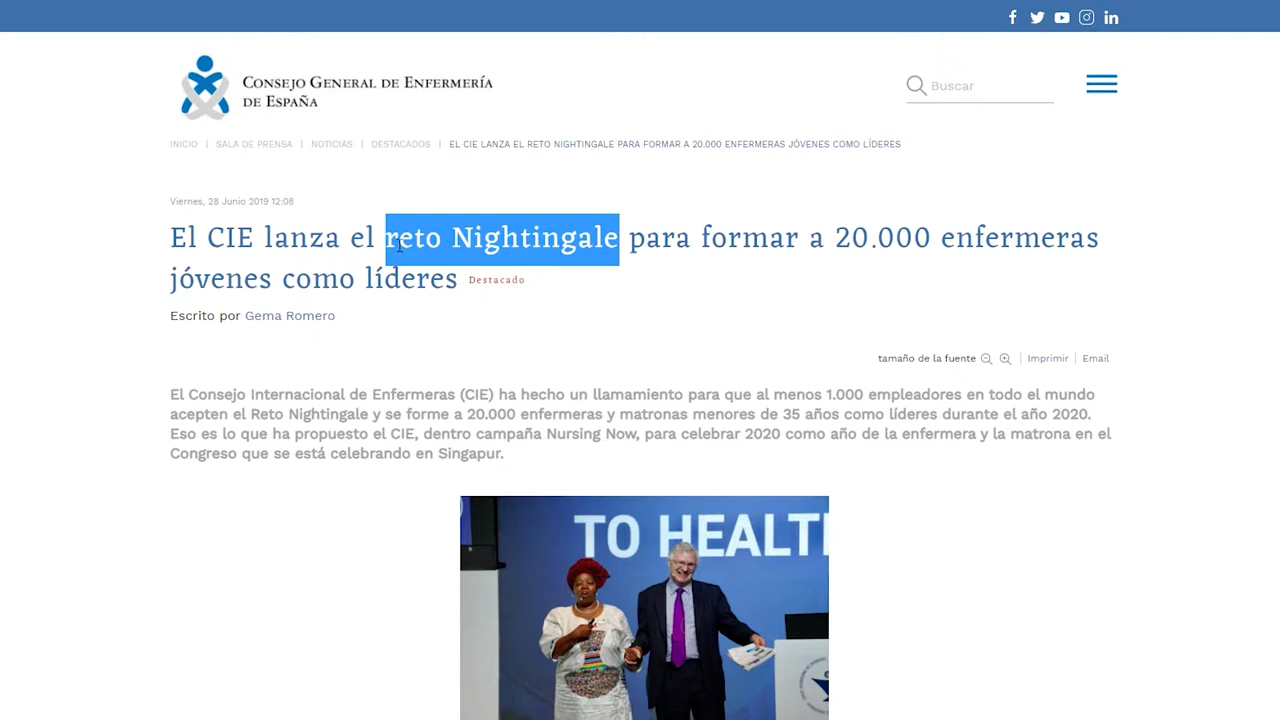 CONSEJO GENERAL DE ENFERMERÍA
DE ESPAÑA
Buscar
INICIO | SALA DE PRENSA | NOTICIAS | DESTACADOS | EL CIE LANZA EL RETO NIGHTINGALE PARA FORMAR A 20.000 ENFERMERAS JÓVENES COMO LÍDERES
Viernes, 28 Junio 2019 12:08
El CIE lanza el reto Nightingale para formar a 20.000 enfermeras
jóvenes como líderes Destacado
Escrito por Gema Romero
tamaño de la fuente | Imprimir | Email
El Consejo Internacional de Enfermeras (CIE) ha hecho un llamamiento para que al menos 1.000 empleadores en todo el mundo
acepten el Reto Nightingale y se forme a 20.000 enfermeras y matronas menores de 35 años como líderes durante el año 2020.
Eso es lo que ha propuesto el CIE, dentro campaña Nursing Now, para celebrar 2020 como año de la enfermera y la matrona en el
Congreso que se está celebrando en Singapur.
TO HEALT